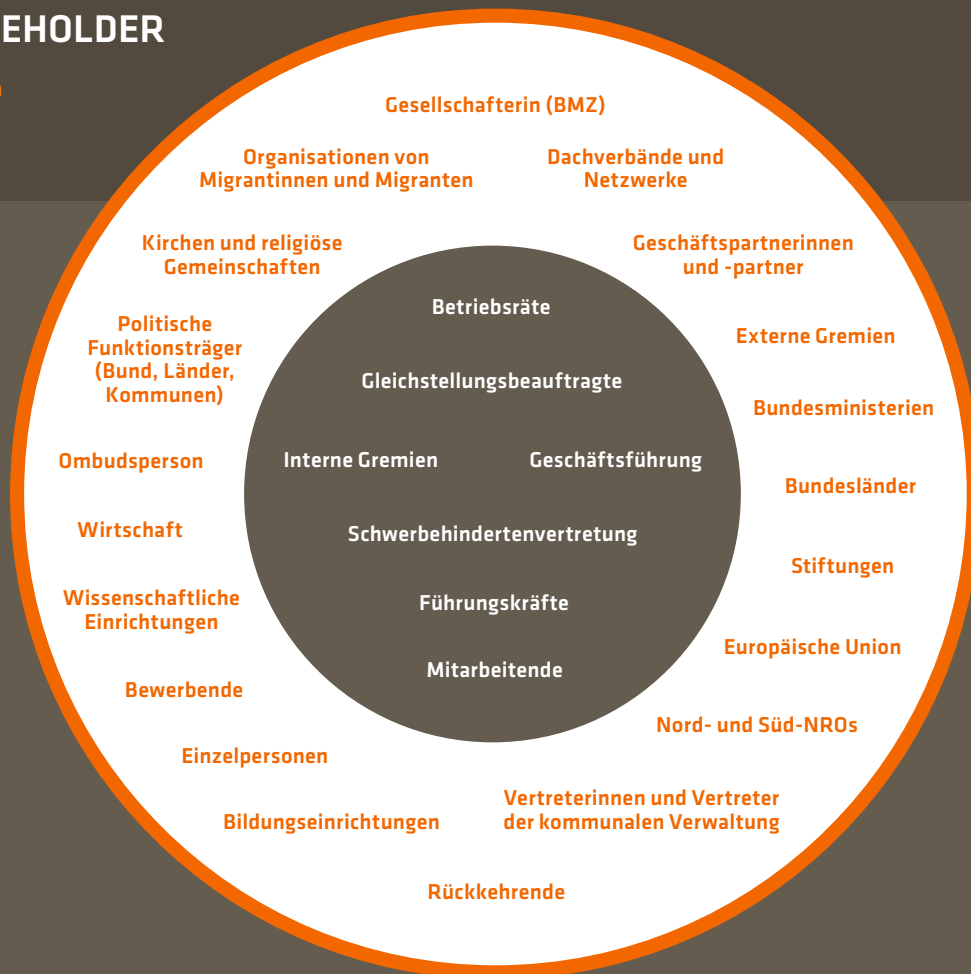 EHOLDER
Gesellschafterin (BMZ)
Organisationen von
Migrantinnen und Migranten
Dachverbände und
Netzwerke
Kirchen und religiöse
Gemeinschaften
Geschäftspartnerinnen
und -partner
Betriebsräte
Politische
Funktionsträger
(Bund, Länder,
Kommunen)
Externe Gremien
Gleichstellungsbeauftragte
Bundesministerien
Ombudsperson
Interne Gremien
Geschäftsführung
Bundesländer
Wirtschaft
Schwerbehindertenvertretung
Stiftungen
Wissenschaftliche
Einrichtungen
Führungskräfte
Europäische Union
Mitarbeitende
Bewerbende
Nord- und Süd-NROs
Einzelpersonen
Vertreterinnen und Vertreter
der kommunalen Verwaltung
Bildungseinrichtungen
Rückkehrende